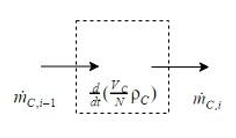 d/dt(V_C/N ρ_C)
ṁ_{C,i−1}
ṁ_{C,i}